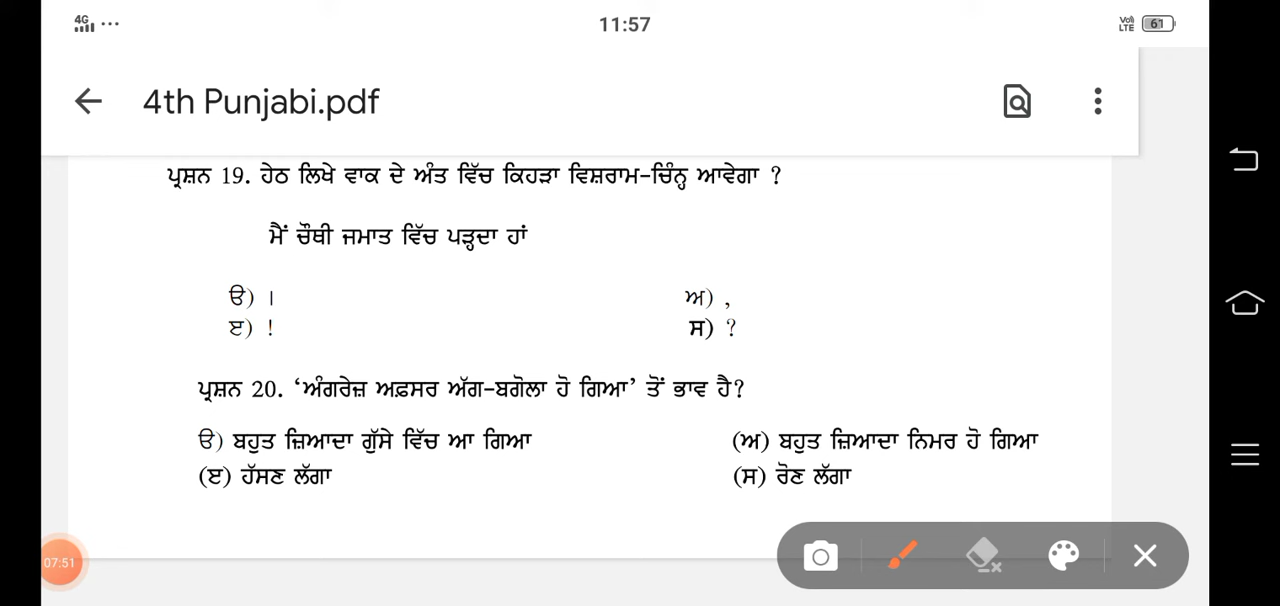 4G ... 11:57 Vo) LTE 61
4th Punjabi.pdf
ਪ੍ਰਸ਼ਨ 19. ਹੇਠ ਲਿਖੇ ਵਾਕ ਦੇ ਅੰਤ ਵਿੱਚ ਕਿਹੜਾ ਵਿਸ਼ਰਾਮ-ਚਿੰਨ੍ਹ ਆਵੇਗਾ ?
ਮੈਂ ਚੌਥੀ ਜਮਾਤ ਵਿੱਚ ਪੜ੍ਹਦਾ ਹਾਂ
ੳ) । ਅ) ,
ੲ) ! ਸ) ?
ਪ੍ਰਸ਼ਨ 20. ‘ਅੰਗਰੇਜ਼ ਅਫ਼ਸਰ ਅੱਗ-ਬਗੋਲਾ ਹੋ ਗਿਆ’ ਤੋਂ ਭਾਵ ਹੈ?
ੳ) ਬਹੁਤ ਜ਼ਿਆਦਾ ਗੁੱਸੇ ਵਿੱਚ ਆ ਗਿਆ (ਅ) ਬਹੁਤ ਜ਼ਿਆਦਾ ਨਿਮਰ ਹੋ ਗਿਆ
(ੲ) ਹੱਸਣ ਲੱਗਾ (ਸ) ਰੋਣ ਲੱਗਾ
07:51